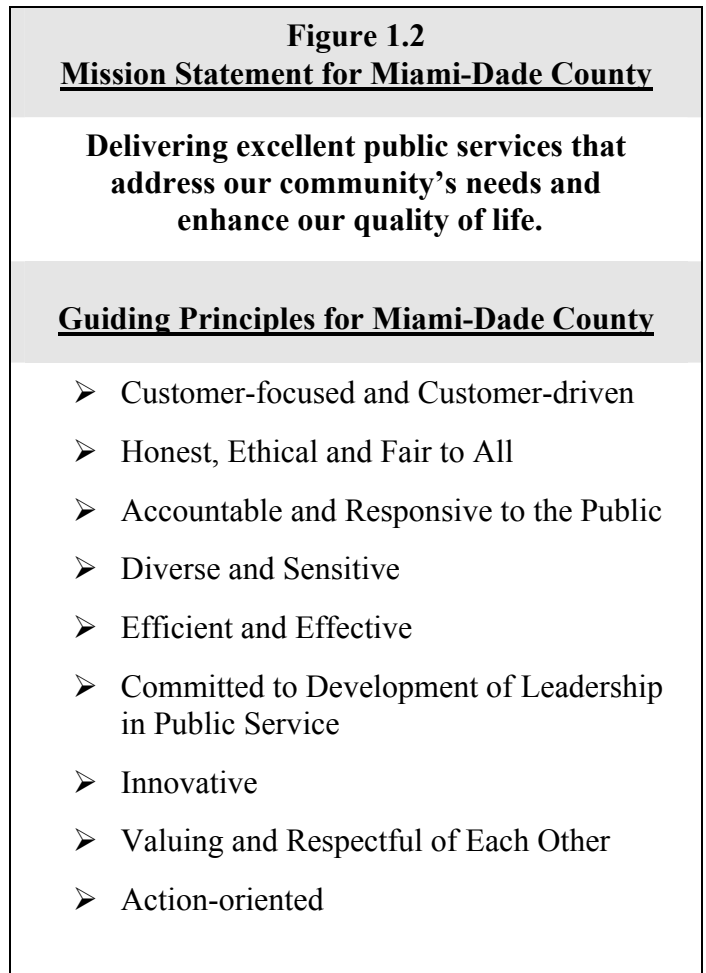 Figure 1.2
Mission Statement for Miami-Dade County
Delivering excellent public services that
address our community’s needs and
enhance our quality of life.
Guiding Principles for Miami-Dade County
➢ Customer-focused and Customer-driven
➢ Honest, Ethical and Fair to All
➢ Accountable and Responsive to the Public
➢ Diverse and Sensitive
➢ Efficient and Effective
➢ Committed to Development of Leadership
in Public Service
➢ Innovative
➢ Valuing and Respectful of Each Other
➢ Action-oriented